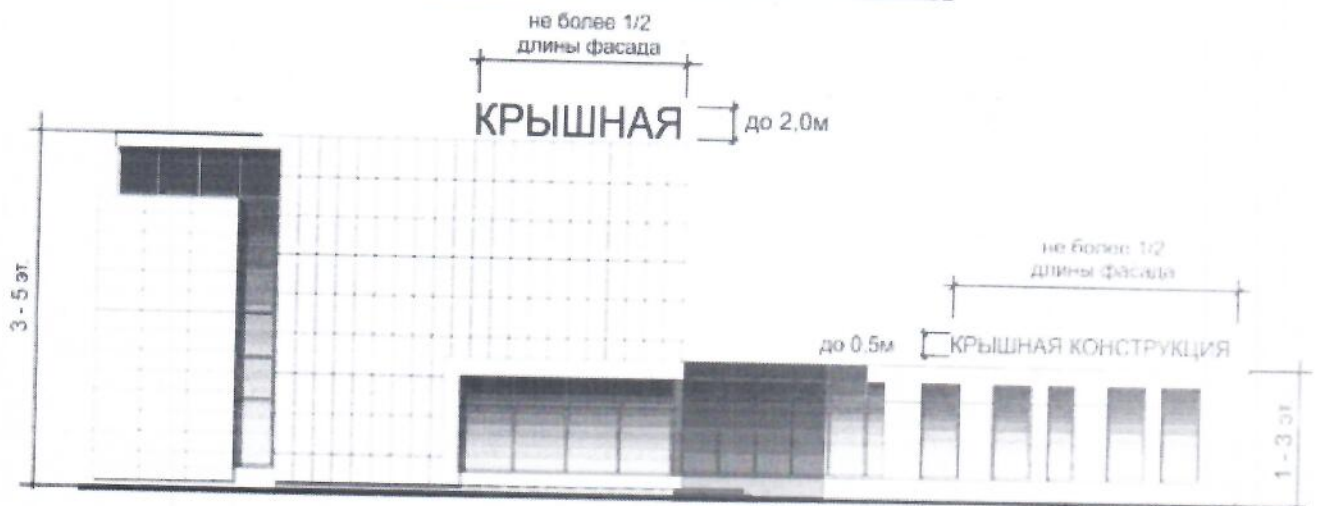 не более 1/2
длины фасада
КРЫШНАЯ
до 2,0м
3 - 5 эт.
не более 1/2
длины фасада
до 0.5м
КРЫШНАЯ КОНСТРУКЦИЯ
1 - 3 эт